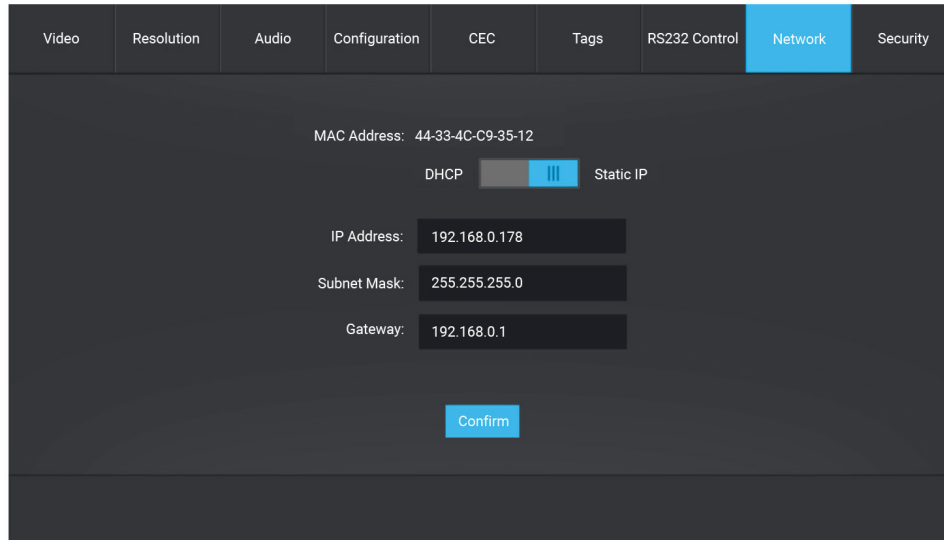 Video Resolution Audio Configuration CEC Tags RS232 Control Network Security
MAC Address: 44-33-4C-C9-35-12
DHCP Static IP
IP Address: 192.168.0.178
Subnet Mask: 255.255.255.0
Gateway: 192.168.0.1
Confirm